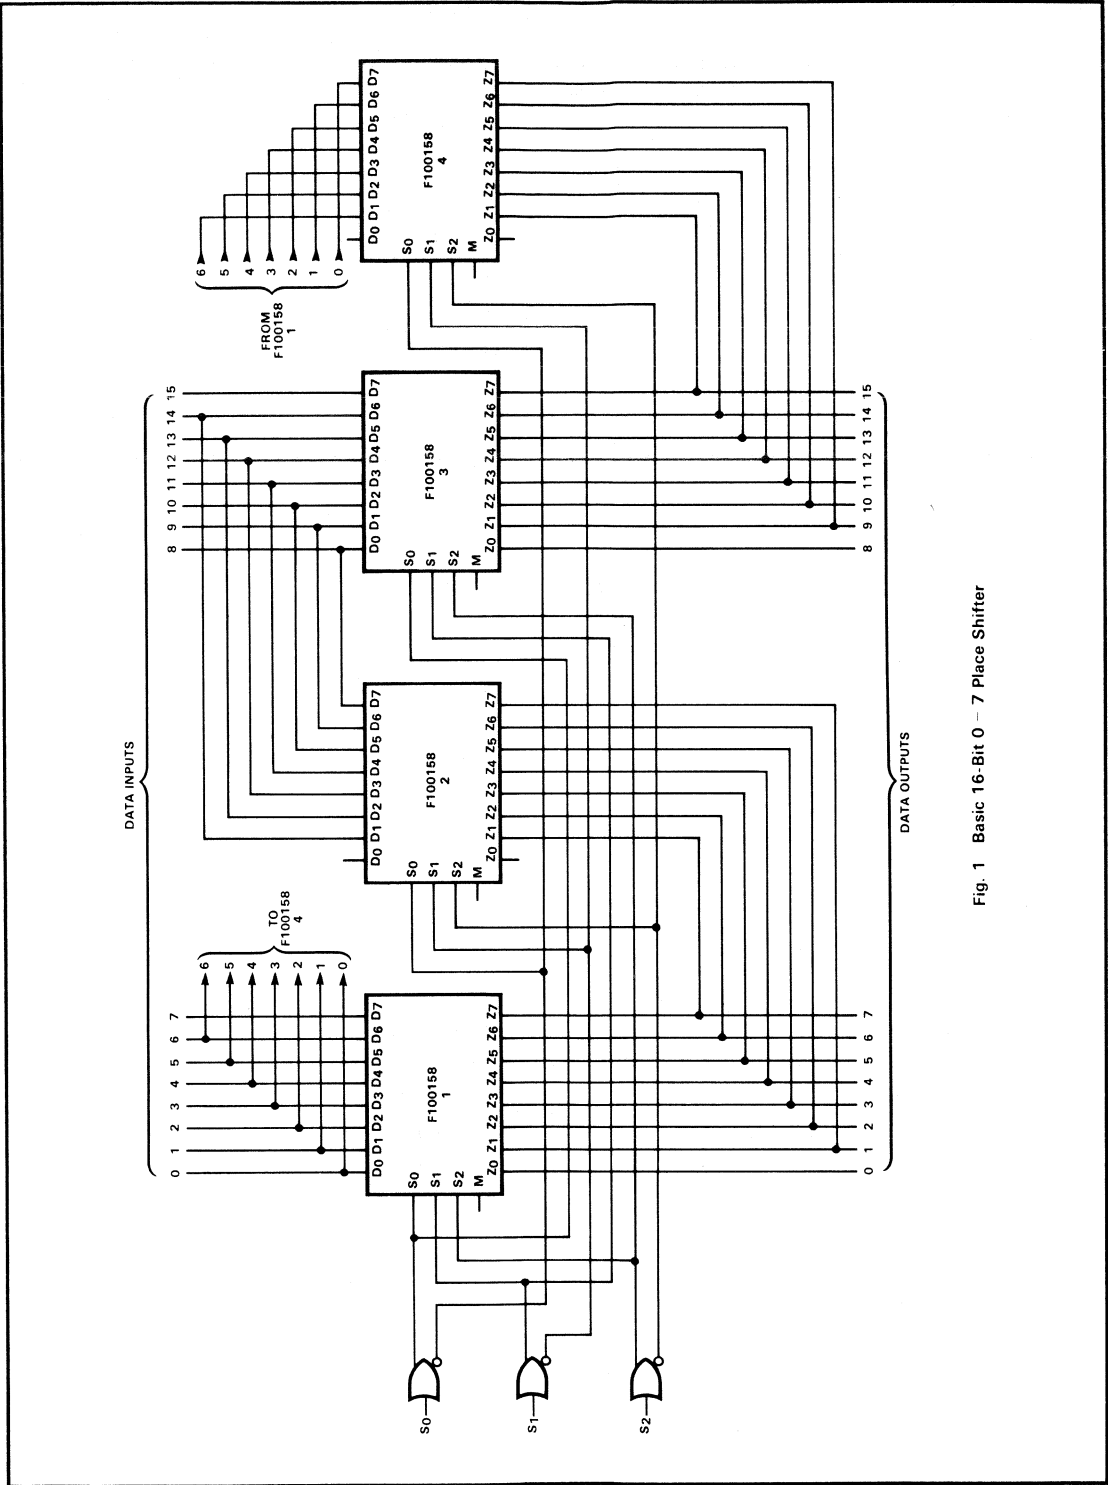 DATA INPUTS
0 1 2 3 4 5 6 7
8 9 10 11 12 13 14 15
6
5
4
3
2
1
0
TO
F100158
4
FROM
F100158
1
6
5
4
3
2
1
0
D0 D1 D2 D3 D4 D5 D6 D7
S0
S1
S2
M
F100158
1
Z0 Z1 Z2 Z3 Z4 Z5 Z6 Z7
D0 D1 D2 D3 D4 D5 D6 D7
S0
S1
S2
M
F100158
2
Z0 Z1 Z2 Z3 Z4 Z5 Z6 Z7
D0 D1 D2 D3 D4 D5 D6 D7
S0
S1
S2
M
F100158
3
Z0 Z1 Z2 Z3 Z4 Z5 Z6 Z7
D0 D1 D2 D3 D4 D5 D6 D7
S0
S1
S2
M
F100158
4
Z0 Z1 Z2 Z3 Z4 Z5 Z6 Z7
S0
S1
S2
0 1 2 3 4 5 6 7
8 9 10 11 12 13 14 15
DATA OUTPUTS
Fig. 1 Basic 16-Bit 0 – 7 Place Shifter